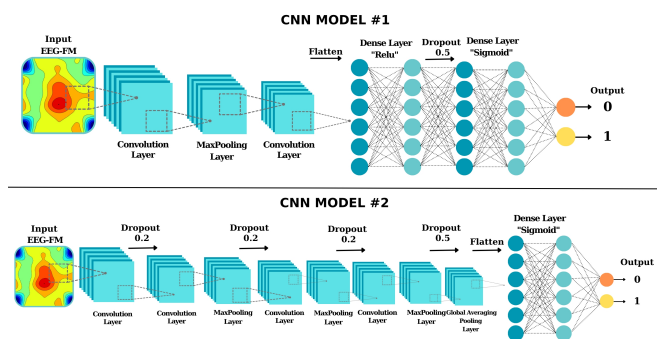 CNN MODEL #1
Input
EEG-FM
Convolution
Layer
MaxPooling
Layer
Convolution
Layer
Flatten
Dense Layer
"Relu"
Dropout
0.5
Dense Layer
"Sigmoid"
Output
0
1
CNN MODEL #2
Input
EEG-FM
Dropout
0.2
Dropout
0.2
Dropout
0.2
Dropout
0.5
Flatten
Dense Layer
"Sigmoid"
Output
0
1
Convolution
Layer
Convolution
Layer
MaxPooling
Layer
Convolution
Layer
MaxPooling
Layer
Convolution
Layer
MaxPooling
Layer
Global Averaging
Pooling
Layer